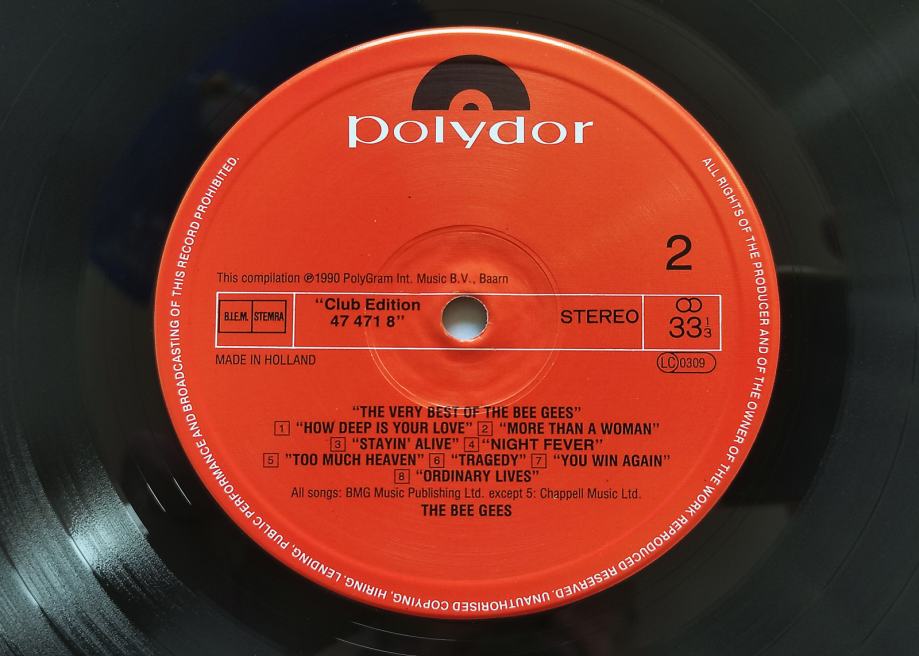 polydor
2
This compilation ℗1990 PolyGram Int. Music B.V., Baarn
B.I.E.M. STEMRA
"Club Edition
47 471 8"
STEREO
33 1/3
MADE IN HOLLAND
LC 0309
"THE VERY BEST OF THE BEE GEES"
1 "HOW DEEP IS YOUR LOVE" 2 "MORE THAN A WOMAN"
3 "STAYIN' ALIVE" 4 "NIGHT FEVER"
5 "TOO MUCH HEAVEN" 6 "TRAGEDY" 7 "YOU WIN AGAIN"
8 "ORDINARY LIVES"
All songs: BMG Music Publishing Ltd. except 5: Chappell Music Ltd.
THE BEE GEES
ALL RIGHTS OF THE PRODUCER AND OF THE OWNER OF THE WORK REPRODUCED RESERVED. UNAUTHORISED COPYING, HIRING, LENDING, PUBLIC PERFORMANCE AND BROADCASTING OF THIS RECORD PROHIBITED.